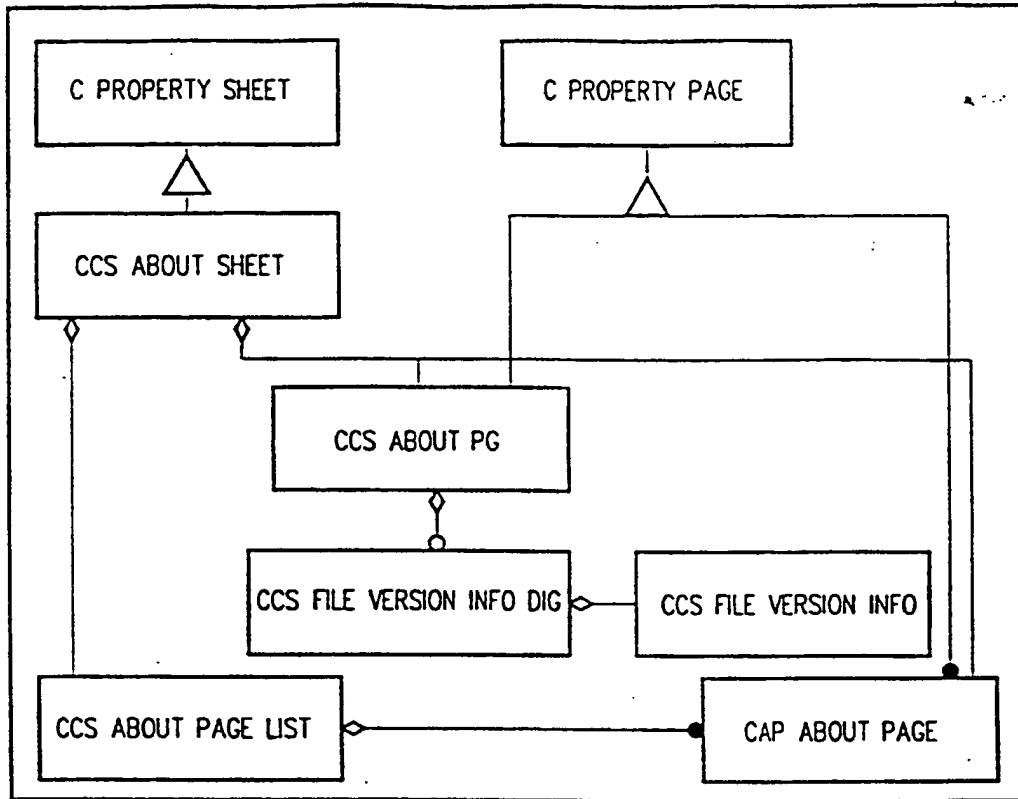 C PROPERTY SHEET
C PROPERTY PAGE
CCS ABOUT SHEET
CCS ABOUT PG
CCS FILE VERSION INFO DIG
CCS FILE VERSION INFO
CCS ABOUT PAGE LIST
CAP ABOUT PAGE